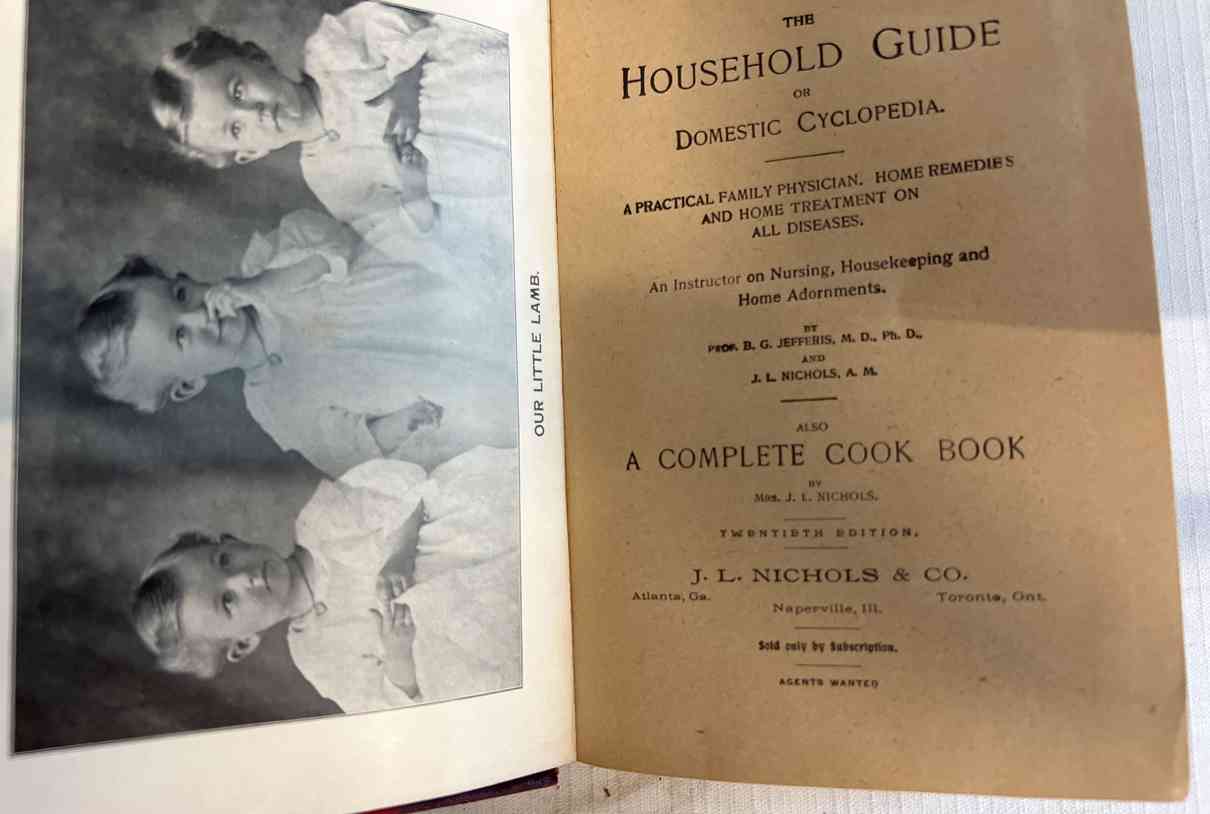 OUR LITTLE LAMB.
THE
HOUSEHOLD GUIDE
OR
DOMESTIC CYCLOPEDIA.
A PRACTICAL FAMILY PHYSICIAN. HOME REMEDIES
AND HOME TREATMENT ON
ALL DISEASES.
An Instructor on Nursing, Housekeeping and
Home Adornments.
BY
PROF. B. G. JEFFERIS, M. D., Ph. D.,
AND
J. L. NICHOLS, A. M.
ALSO
A COMPLETE COOK BOOK
BY
MRS. J. L. NICHOLS.
TWENTIETH EDITION.
J. L. NICHOLS & CO.
Atlanta, Ga. Toronto, Ont.
Naperville, Ill.
Sold only by Subscription.
AGENTS WANTED